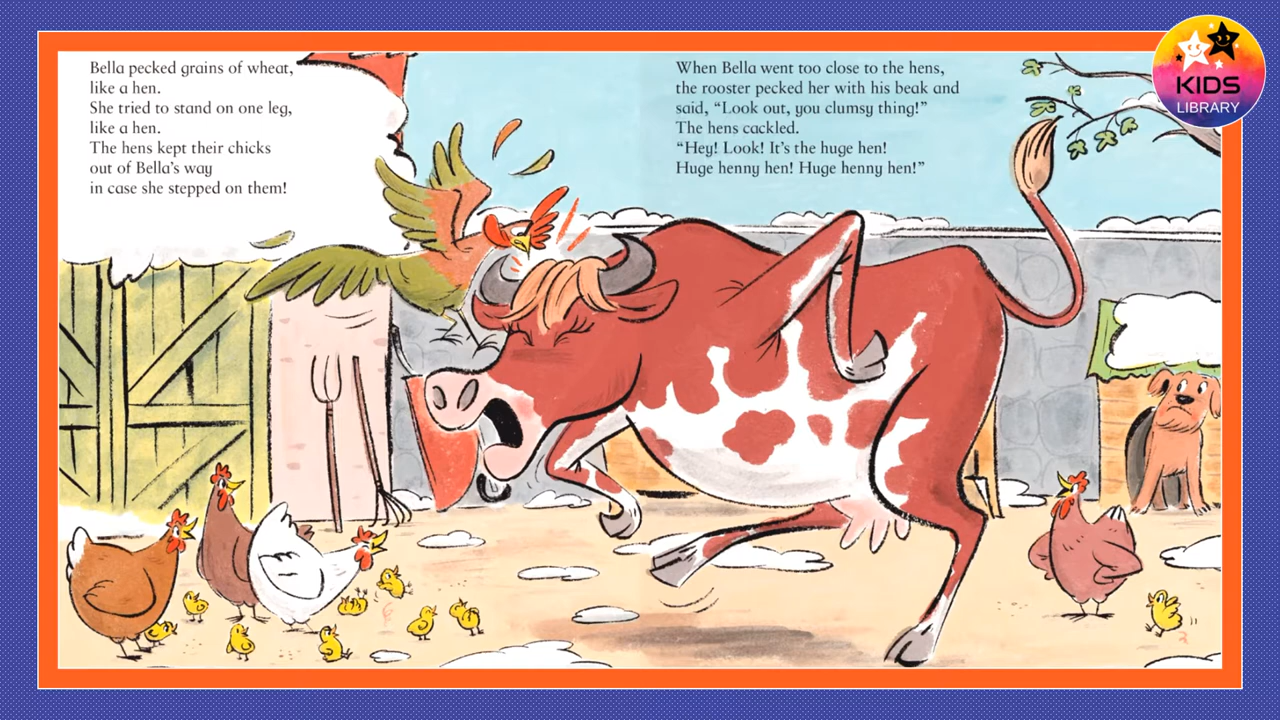 Bella pecked grains of wheat,
like a hen.
She tried to stand on one leg,
like a hen.
The hens kept their chicks
out of Bella’s way
in case she stepped on them!
When Bella went too close to the hens,
the rooster pecked her with his beak and
said, “Look out, you clumsy thing!”
The hens cackled.
“Hey! Look! It’s the huge hen!
Huge henny hen! Huge henny hen!”
KIDS
LIBRARY